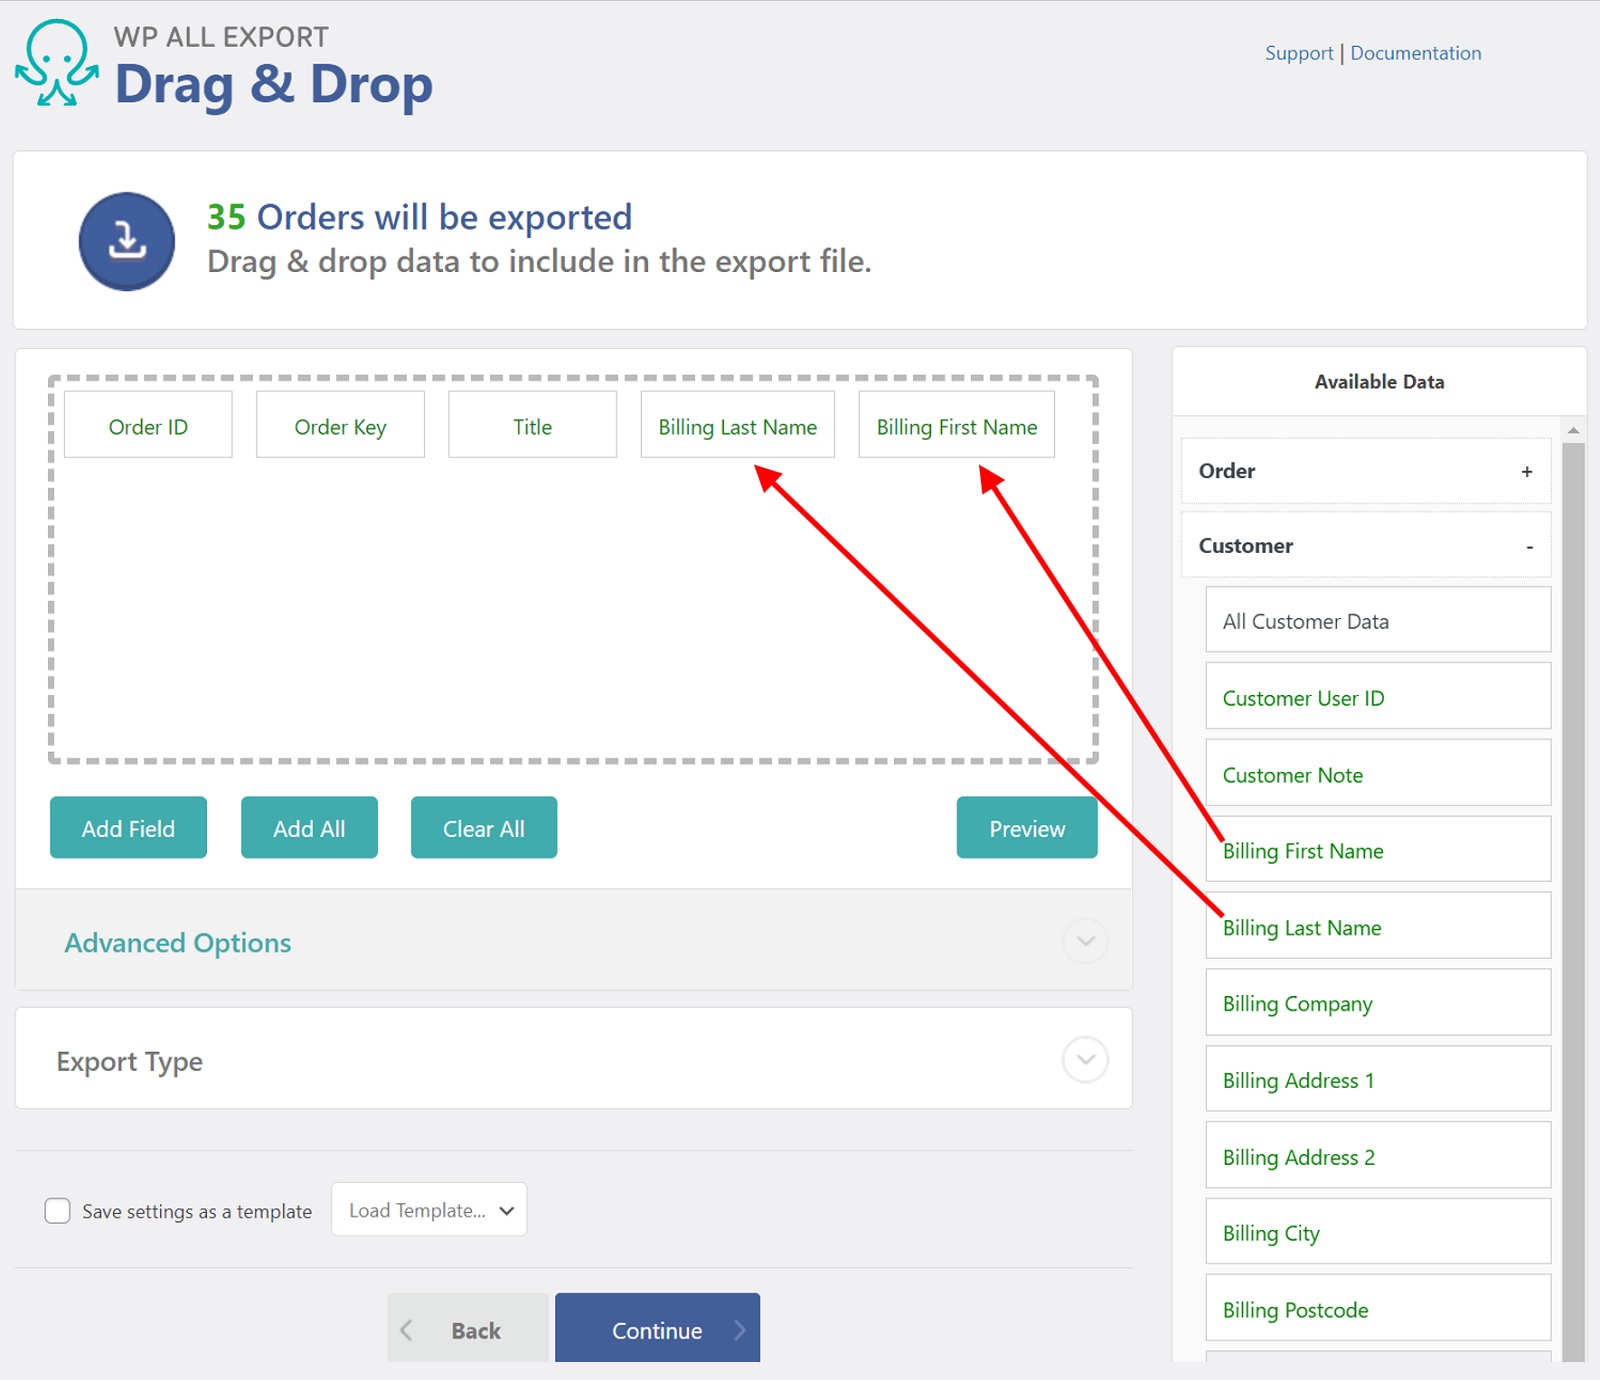 WP ALL EXPORT
Drag & Drop
Support | Documentation
35 Orders will be exported
Drag & drop data to include in the export file.
Order ID
Order Key
Title
Billing Last Name
Billing First Name
Add Field
Add All
Clear All
Preview
Advanced Options
Export Type
Save settings as a template
Load Template...
Back
Continue
Available Data
Order +
Customer -
All Customer Data
Customer User ID
Customer Note
Billing First Name
Billing Last Name
Billing Company
Billing Address 1
Billing Address 2
Billing City
Billing Postcode